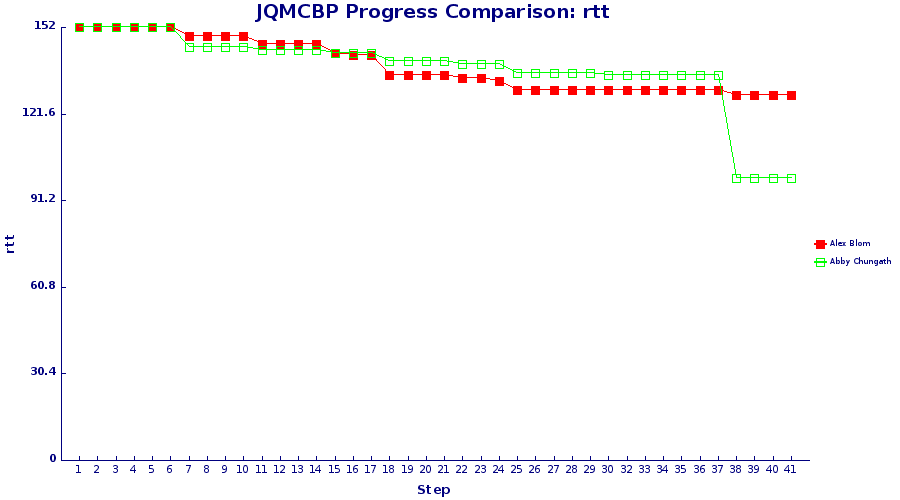 JQMCBP Progress Comparison: rtt
152
121.6
91.2
60.8
30.4
0
rtt
1 2 3 4 5 6 7 8 9 10 11 12 13 14 15 16 17 18 19 20 21 22 23 24 25 26 27 28 29 30 32 33 34 35 36 37 38 39 40 41
Step
Alex Blom
Abby Chungath